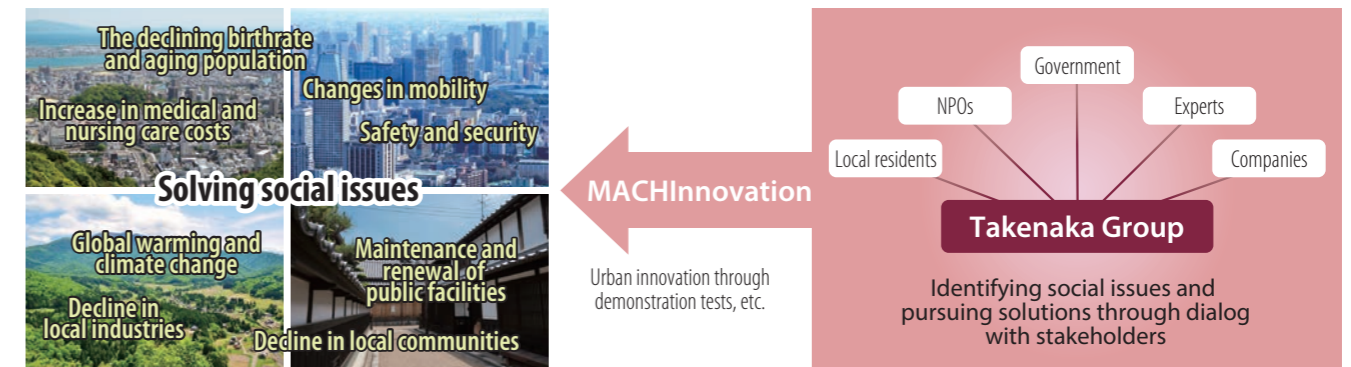 The declining birthrate
and aging population
Increase in medical and
nursing care costs
Changes in mobility
Safety and security
Solving social issues
Global warming and
climate change
Decline in
local industries
Maintenance and
renewal of
public facilities
Decline in local communities
MACHInnovation
Urban innovation through
demonstration tests, etc.
Government
NPOs
Experts
Local residents
Companies
Takenaka Group
Identifying social issues and
pursuing solutions through dialog
with stakeholders